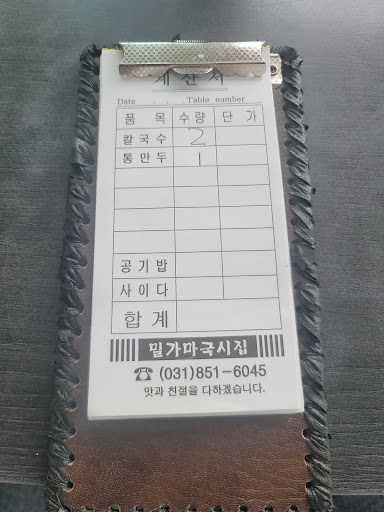 계산서
Date . . . Table number
품 목 수량 단 가
칼국수 2
통만두 1
공기밥
사이다
합 계
밀가마국시집
☎ (031)851-6045
맛과 친절을 다하겠습니다.